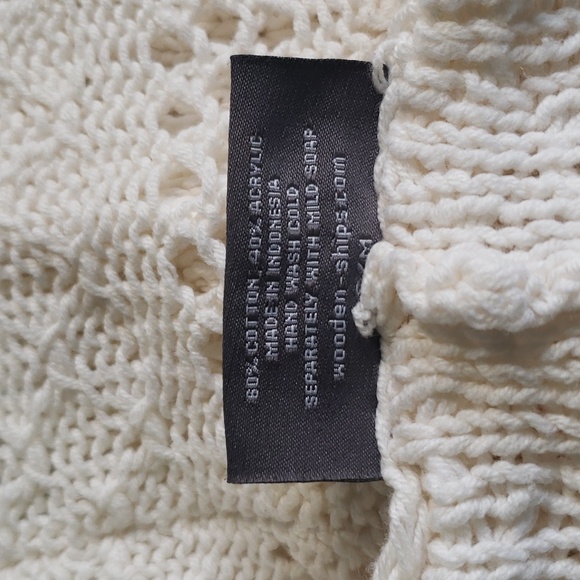 60% COTTON, 40% ACRYLIC
MADE IN INDONESIA
HAND WASH COLD
SEPARATELY WITH MILD SOAP
wooden-ships.com